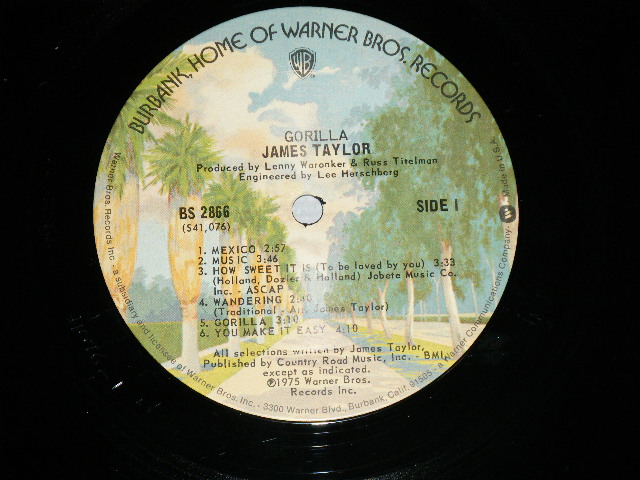 BURBANK, HOME OF WARNER BROS. RECORDS
WB
GORILLA
JAMES TAYLOR
Produced by Lenny Waronker & Russ Titelman
Engineered by Lee Herschberg
BS 2866
(S41,076)
SIDE I
1. MEXICO 2:57
2. MUSIC 3:46
3. HOW SWEET IT IS (To be loved by you) 3:33
(Holland, Dozier & Holland) Jobete Music Co.
Inc. - ASCAP
4. WANDERING 2:40
(Traditional - Arr. James Taylor)
5. GORILLA 3:10
6. YOU MAKE IT EASY 4:10
All selections written by James Taylor,
Published by Country Road Music, Inc. - BMI,
except as indicated.
℗1975 Warner Bros.
Records Inc.
Warner Bros. Records Inc. - a subsidiary and licensee of Warner Bros. Inc. - 3300 Warner Blvd., Burbank, Calif. 91505 - A Warner Communications Company - Made in U.S.A.